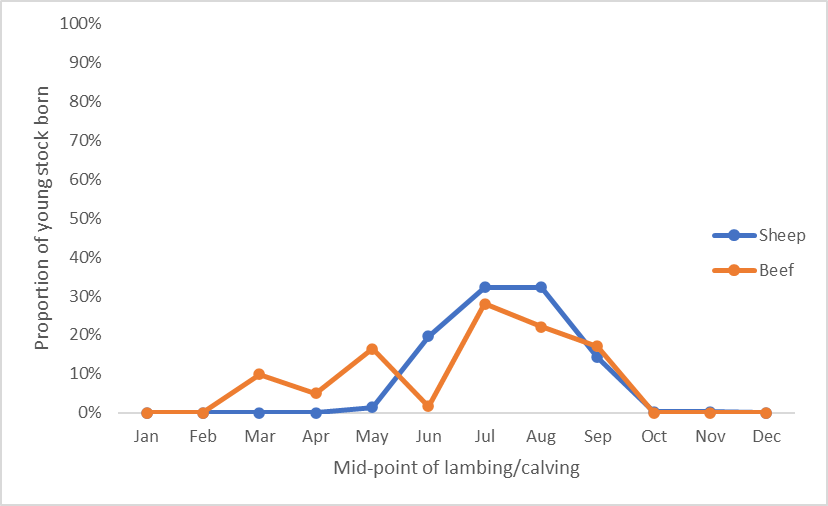 100%
90%
80%
70%
60%
50%
40%
30%
20%
10%
0%
Proportion of young stock born
Jan Feb Mar Apr May Jun Jul Aug Sep Oct Nov Dec
Mid-point of lambing/calving
Sheep
Beef